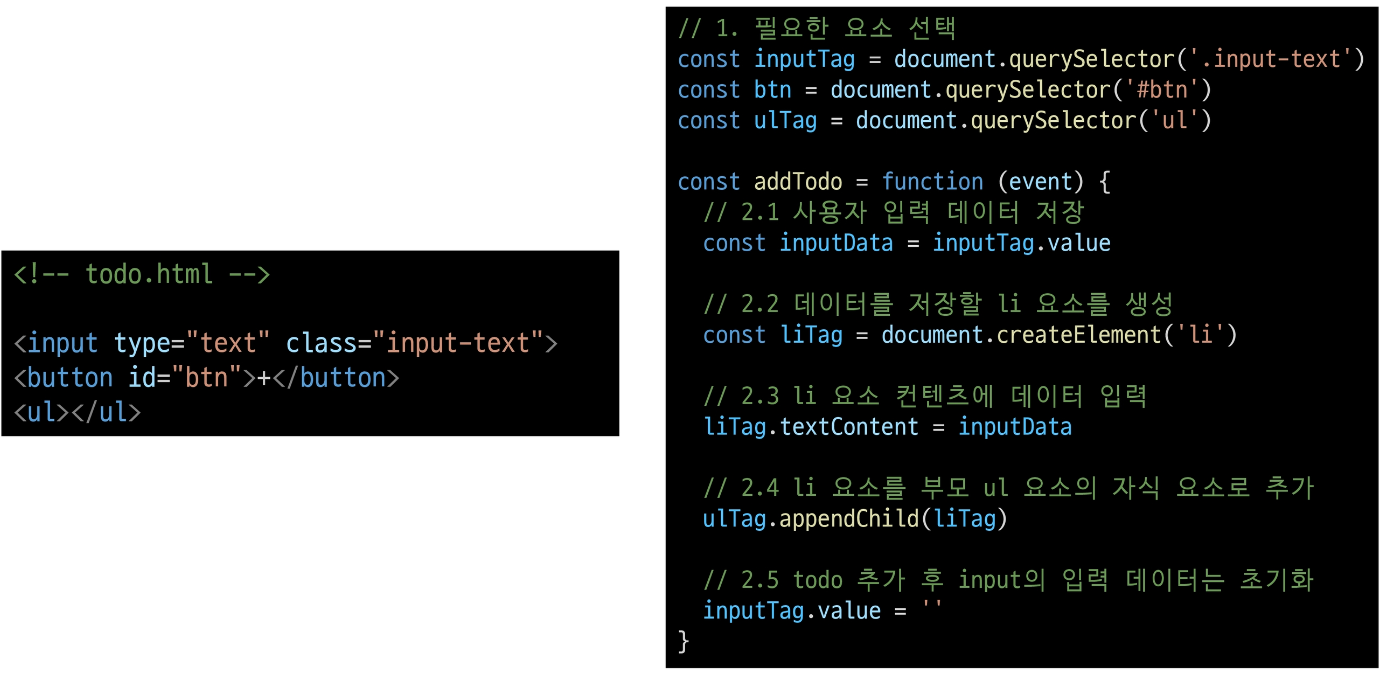 <!-- todo.html -->
<input type="text" class="input-text">
<button id="btn">+</button>
<ul></ul>
// 1. 필요한 요소 선택
const inputTag = document.querySelector('.input-text')
const btn = document.querySelector('#btn')
const ulTag = document.querySelector('ul')
const addTodo = function (event) {
// 2.1 사용자 입력 데이터 저장
const inputData = inputTag.value
// 2.2 데이터를 저장할 li 요소를 생성
const liTag = document.createElement('li')
// 2.3 li 요소 컨텐츠에 데이터 입력
liTag.textContent = inputData
// 2.4 li 요소를 부모 ul 요소의 자식 요소로 추가
ulTag.appendChild(liTag)
// 2.5 todo 추가 후 input의 입력 데이터는 초기화
inputTag.value = ''
}